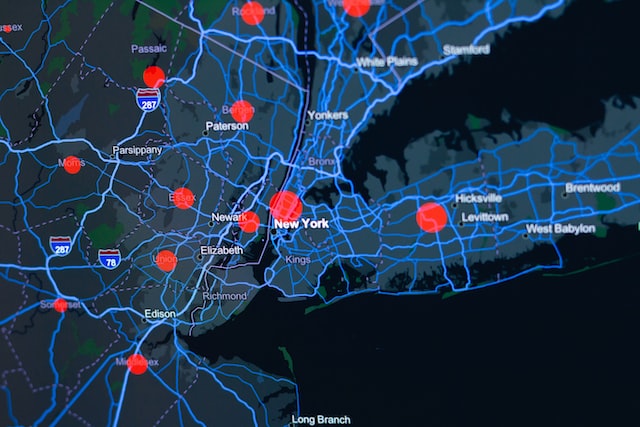 ussex
Rockland
Passaic
Stamford
White Plains
287
Bergen
Yonkers
Paterson
Parsippany
Bronx
Morris
Essex
Brentwood
Hicksville
Newark
New York
Levittown
West Babylon
287
78
Union
Elizabeth
Kings
Richmond
Somerset
Edison
Middlesex
Long Branch